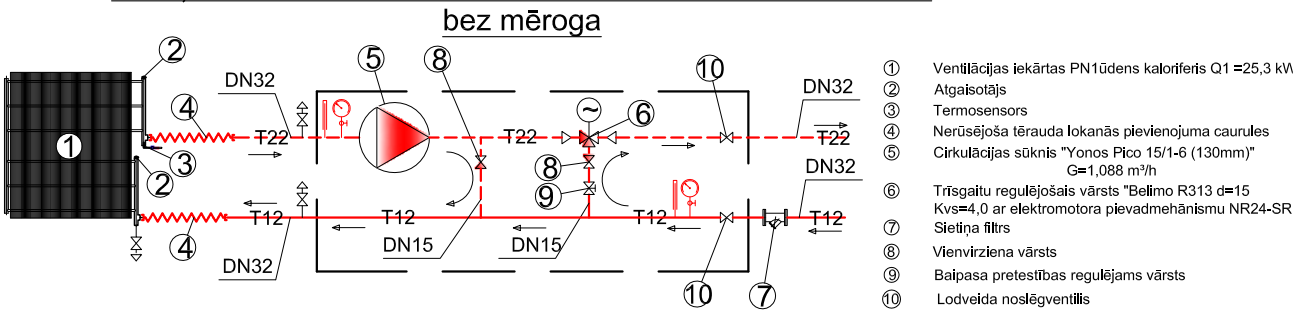 bez mēroga
② ⑤ ⑧ ~ ⑥ ⑩
DN32 DN32
④ T22 T22 T22
① ③ ②
⑧ ⑨
DN32
T12 T12 T12 T12
④ DN32 DN15 DN15 ⑩ ⑦
① Ventilācijas iekārtas PN1ūdens kaloriferis Q1 =25,3 kW
② Atgaisotājs
③ Termosensors
④ Nerūsējoša tērauda lokanās pievienojuma caurules
⑤ Cirkulācijas sūknis "Yonos Pico 15/1-6 (130mm)"
G=1,088 m³/h
⑥ Trīsgaitu regulējošais vārsts "Belimo R313 d=15
Kvs=4,0 ar elektromotora pievadmehānismu NR24-SR
⑦ Sietiņa filtrs
⑧ Vienvirziena vārsts
⑨ Baipasa pretestības regulējams vārsts
⑩ Lodveida noslēgventilis